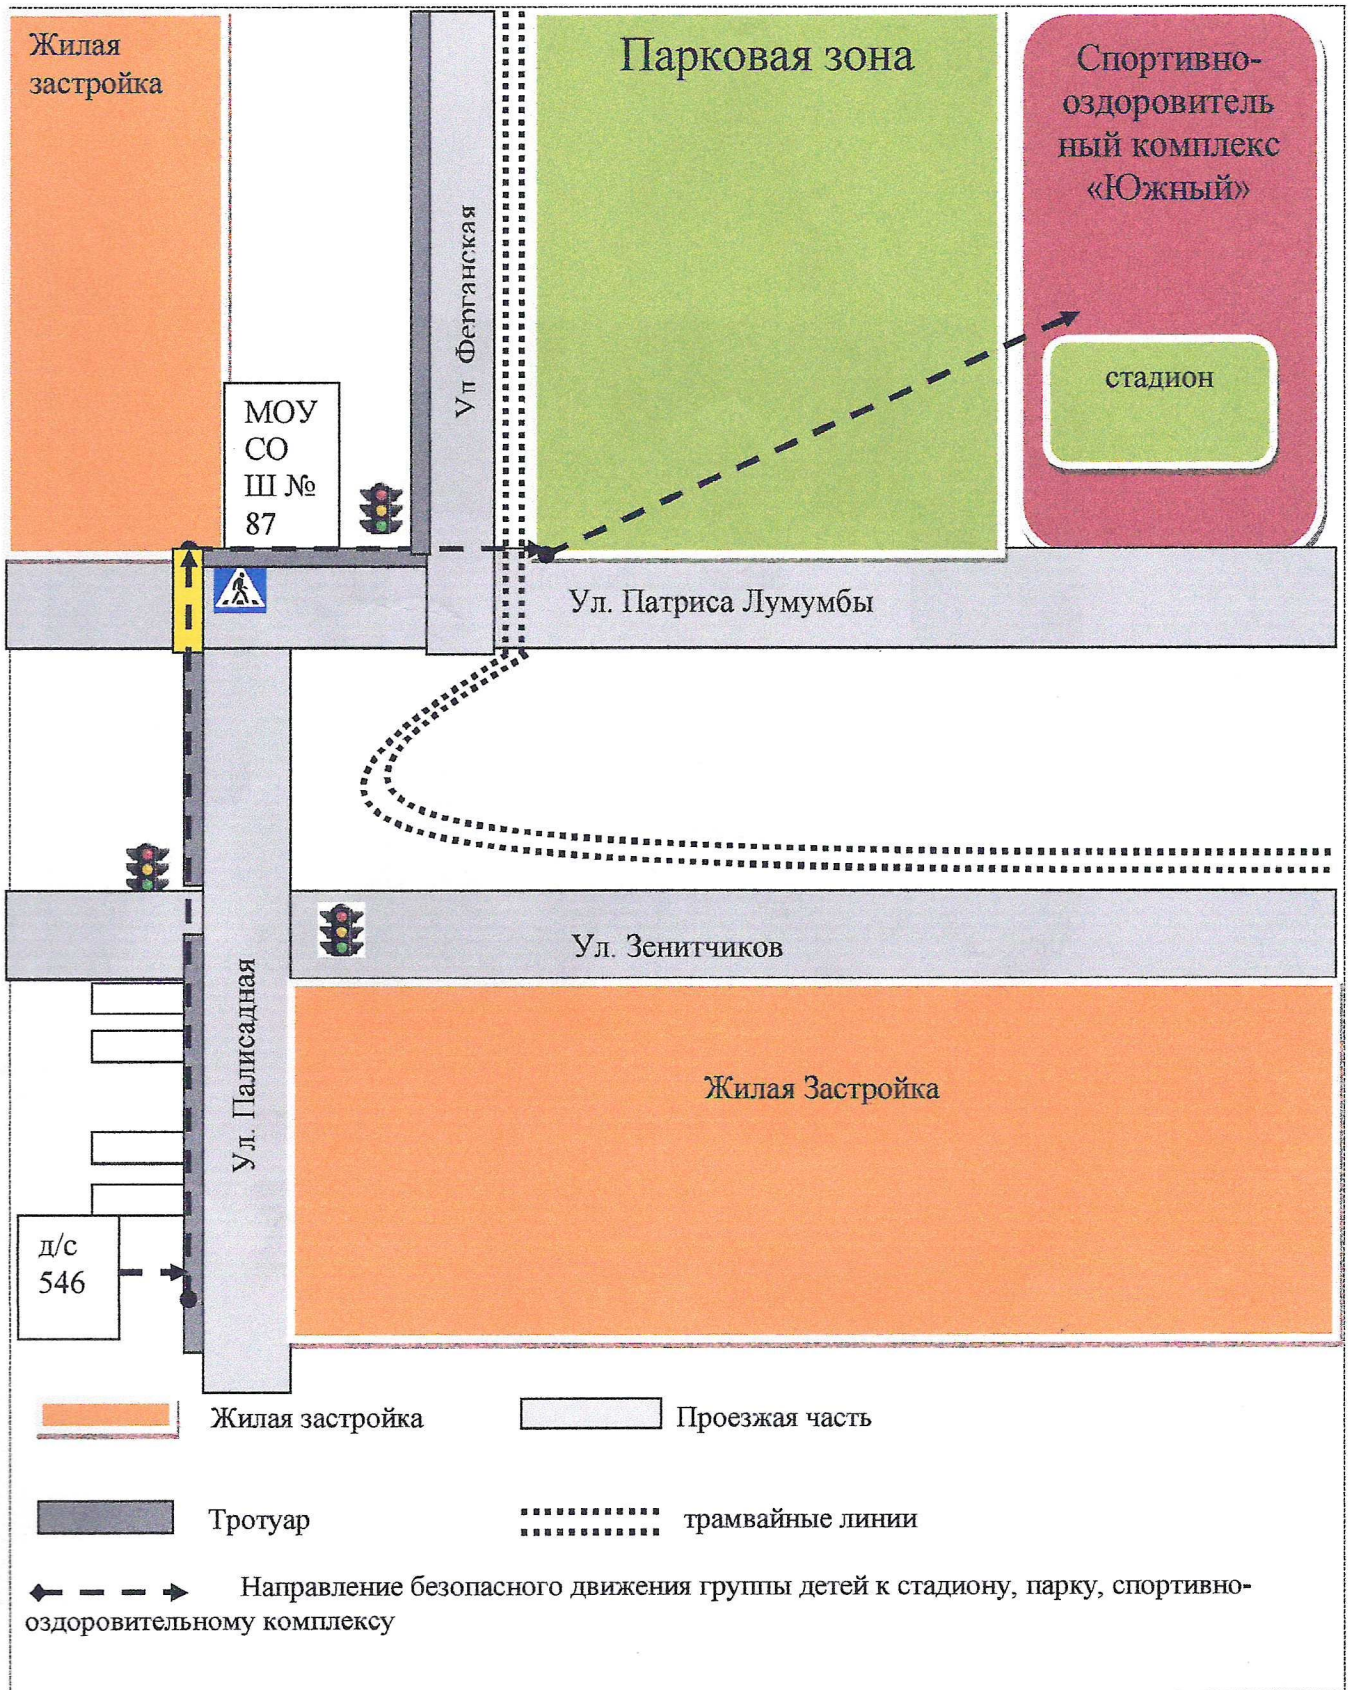 Жилая
застройка
Парковая зона
Спортивно-
оздоровитель
ный комплекс
«Южный»
Ул Ферганская
стадион
МОУ
СО
Ш №
87
Ул. Патриса Лумумбы
Ул. Зенитчиков
Ул. Палисадная
Жилая Застройка
д/с
546
Жилая застройка
Проезжая часть
Тротуар
трамвайные линии
Направление безопасного движения группы детей к стадиону, парку, спортивно-
оздоровительному комплексу